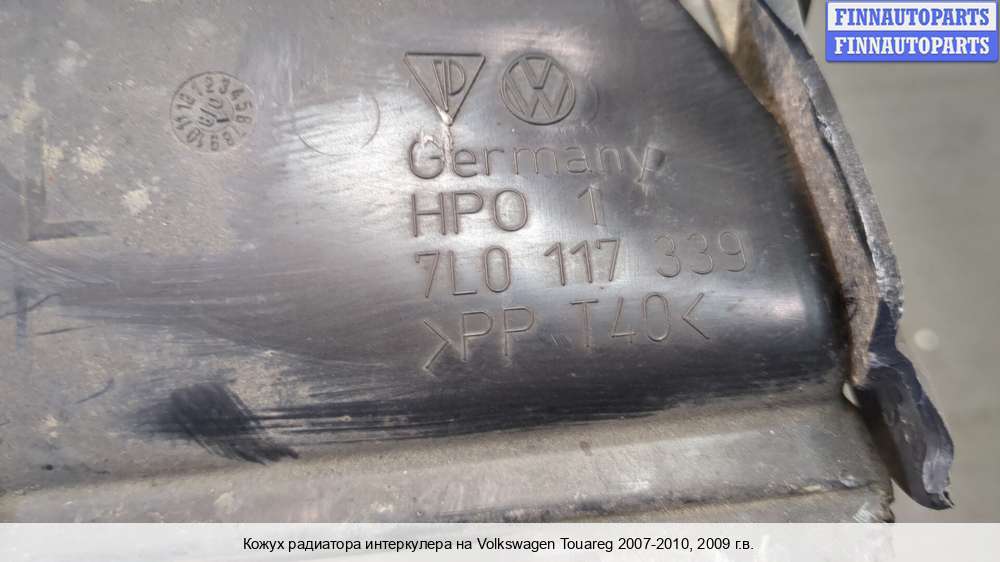 FINNAUTOPARTS
FINNAUTOPARTS
VW
Germany
HPO 1
7L0 117 339
>PP T40<
Кожух радиатора интеркулера на Volkswagen Touareg 2007-2010, 2009 г.в.